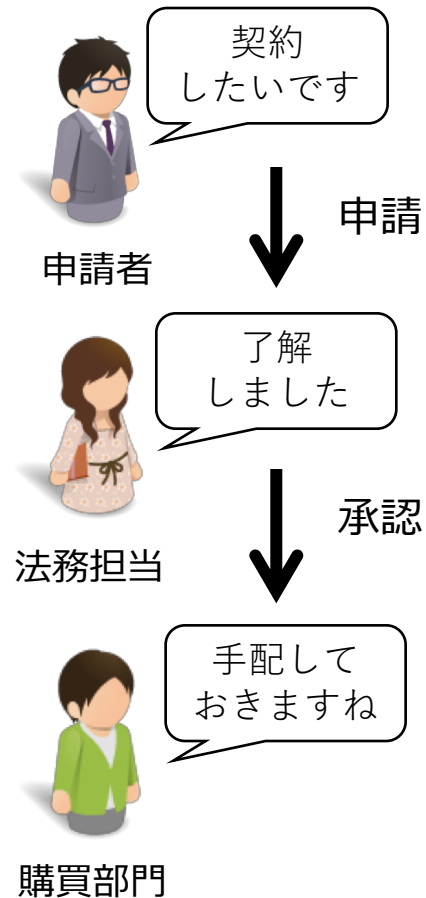 契約
したいです
申請
申請者
了解
しました
承認
法務担当
手配して
おきますね
購買部門